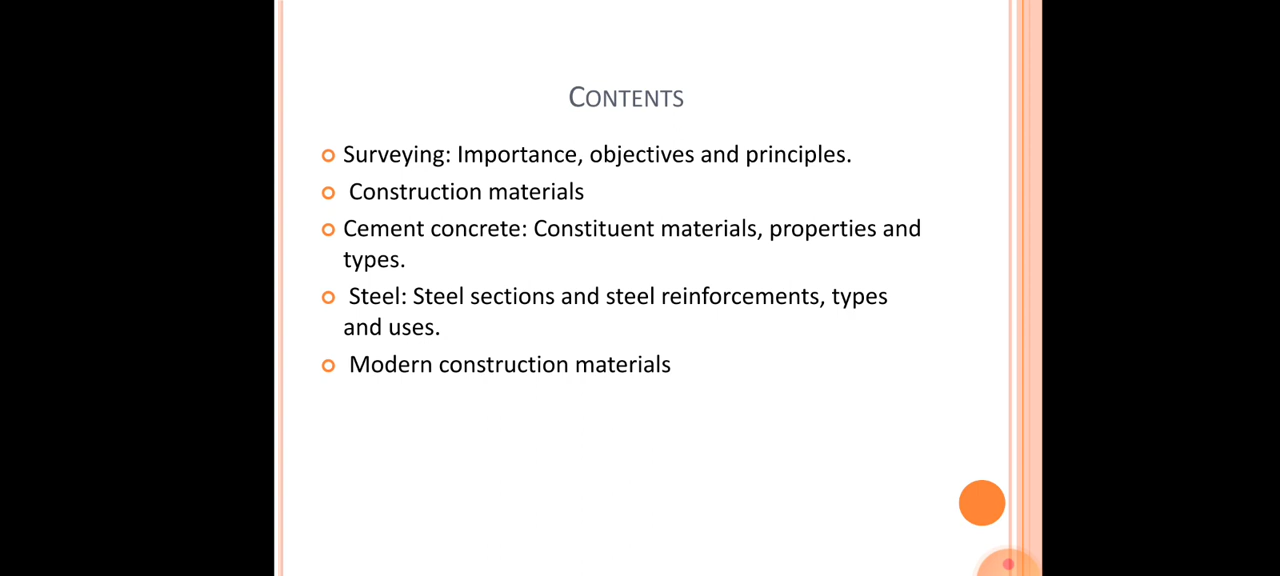 CONTENTS
Surveying: Importance, objectives and principles.
Construction materials
Cement concrete: Constituent materials, properties and
types.
Steel: Steel sections and steel reinforcements, types
and uses.
Modern construction materials